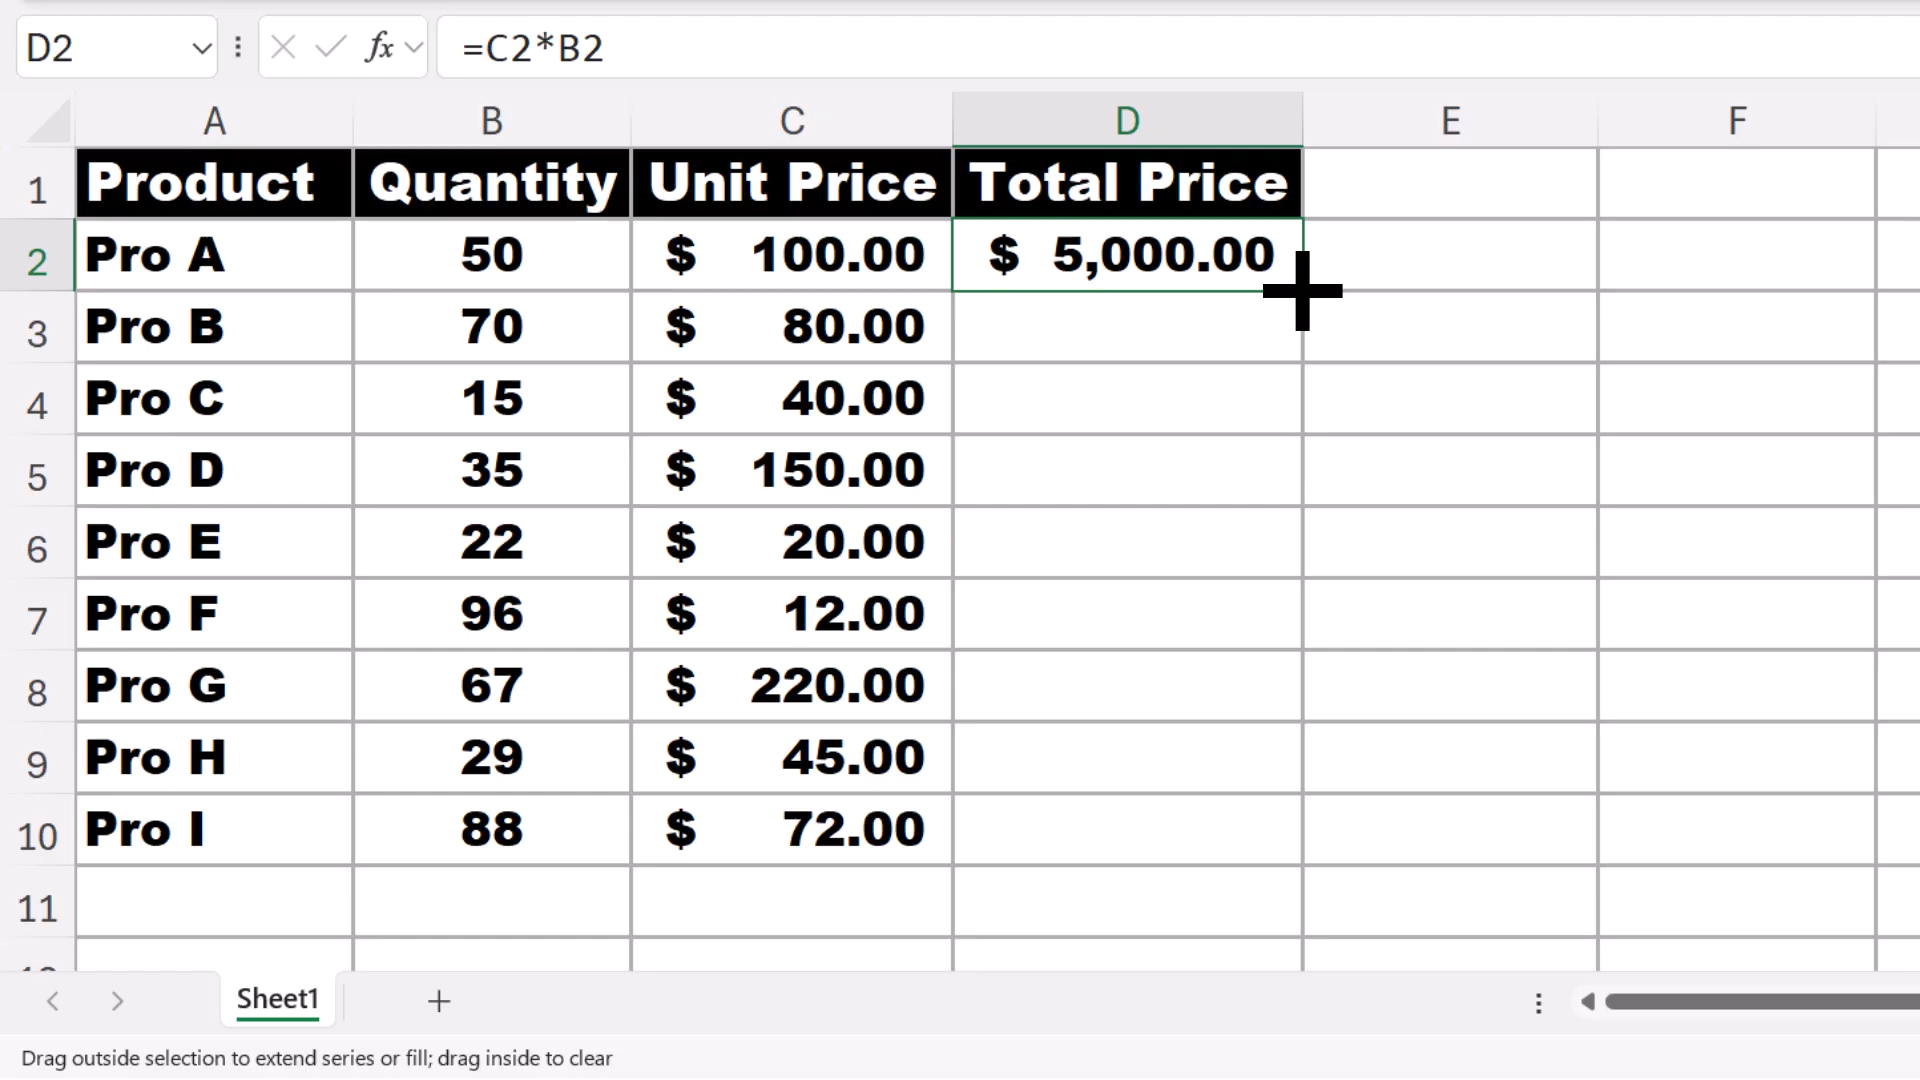 D2 fx =C2*B2
A B C D E F
1 Product Quantity Unit Price Total Price
2 Pro A 50 $ 100.00 $ 5,000.00
3 Pro B 70 $ 80.00
4 Pro C 15 $ 40.00
5 Pro D 35 $ 150.00
6 Pro E 22 $ 20.00
7 Pro F 96 $ 12.00
8 Pro G 67 $ 220.00
9 Pro H 29 $ 45.00
10 Pro I 88 $ 72.00
11
Sheet1
Drag outside selection to extend series or fill; drag inside to clear